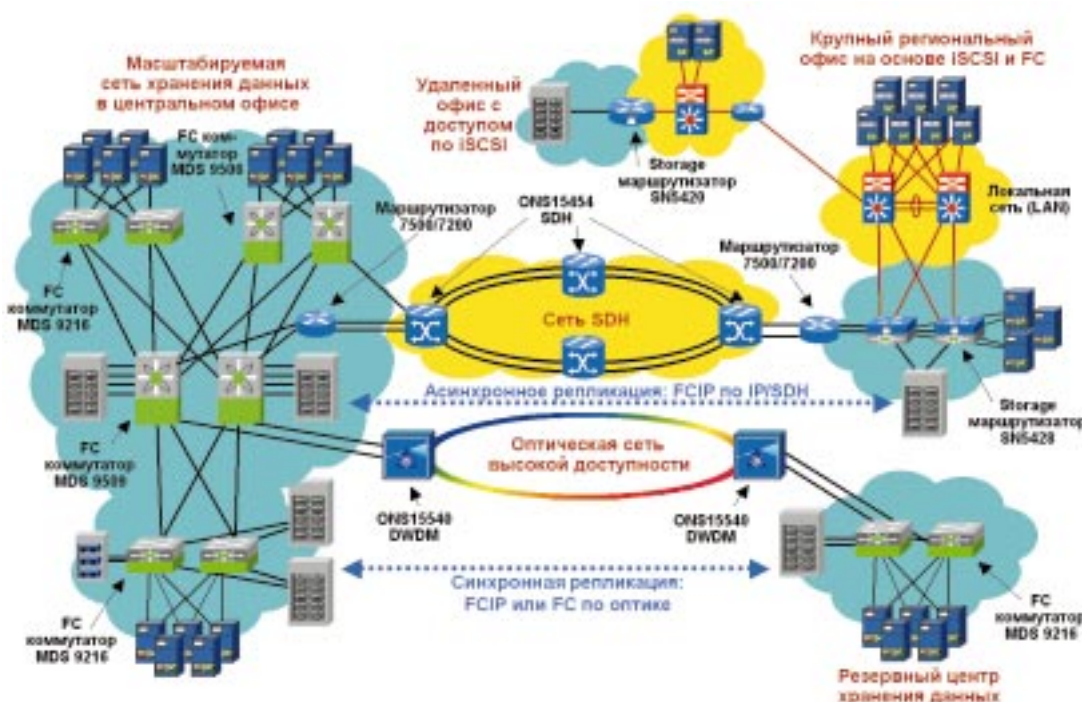 Масштабируемая
сеть хранения данных
в центральном офисе
FC ком-
мутатор
MDS 9506
Удаленный
офис с
доступом
по iSCSI
Storage
маршрутизатор
SN5420
Крупный региональный
офис на основе iSCSI и FC
Локальная
сеть (LAN)
Маршрутизатор
7500/7200
ONS15454
SDH
Маршрутизатор
7500/7200
FC
коммутатор
MDS 9216
Сеть SDH
Асинхронное репликация: FCIP по IP/SDH
Storage
маршрутизатор
SN5428
FC
коммутатор
MDS 9509
Оптическая сеть
высокой доступности
ONS15540
DWDM
ONS15540
DWDM
Синхронная репликация:
FCIP или FC по оптике
FC
коммутатор
MDS 9216
FC
коммутатор
MDS 9216
Резервный центр
хранения данных